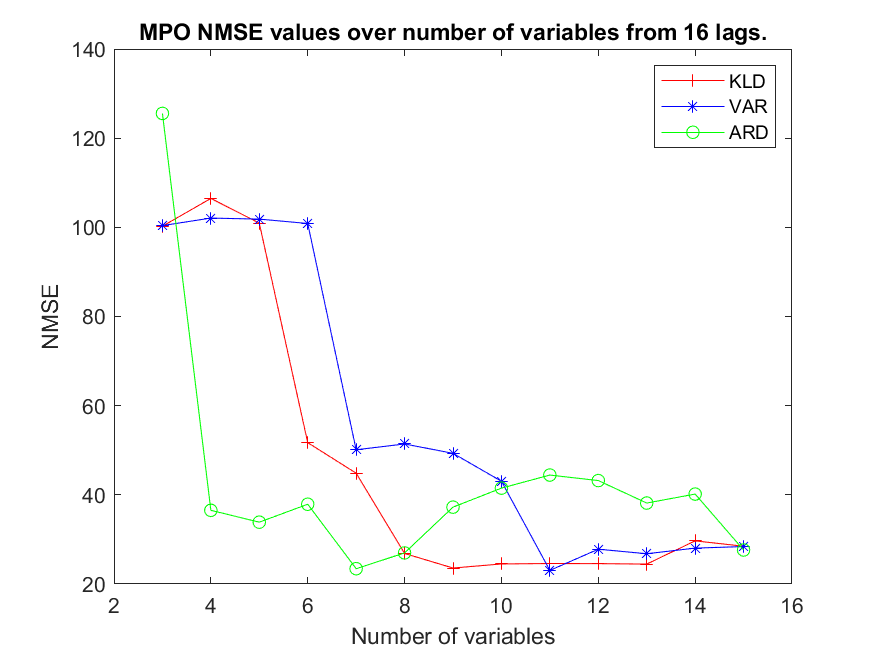 MPO NMSE values over number of variables from 16 lags.
140
120
100
80
60
40
20
NMSE
KLD
VAR
ARD
2 4 6 8 10 12 14 16
Number of variables